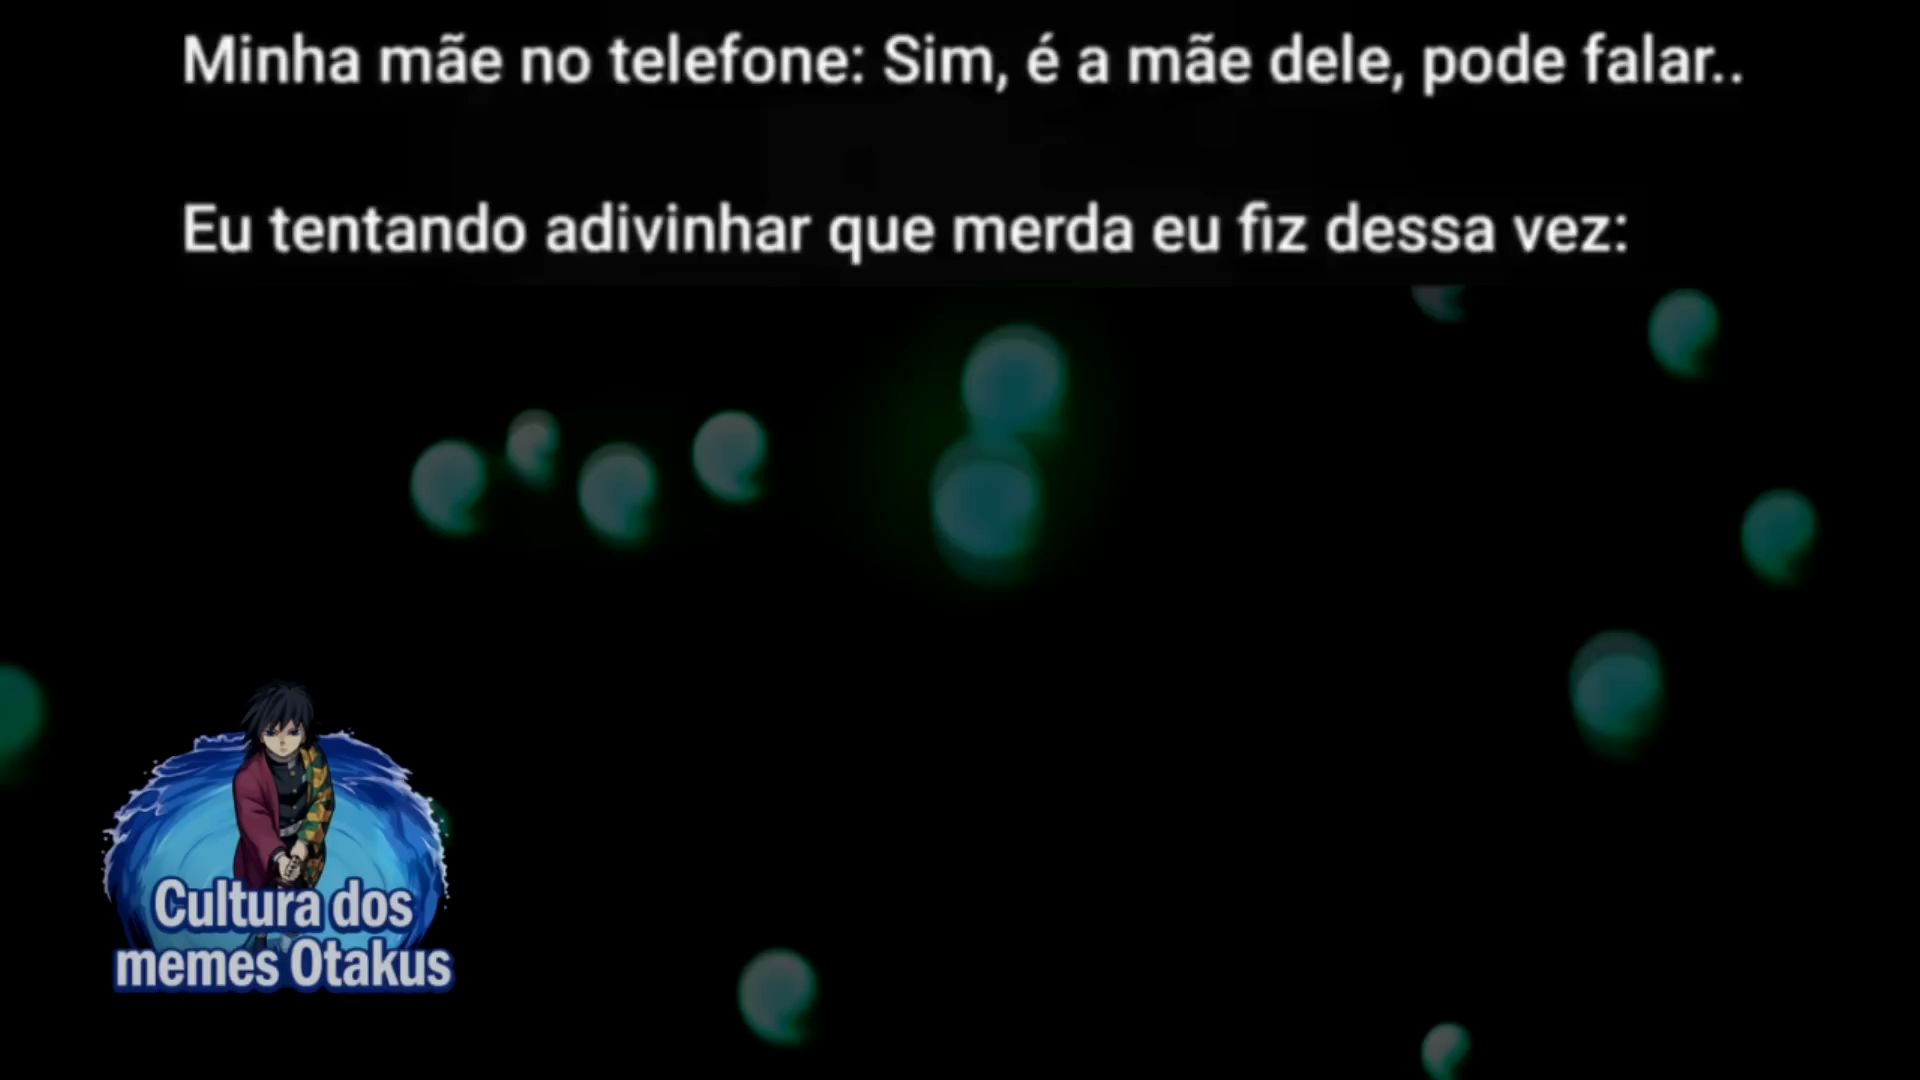 Minha mãe no telefone: Sim, é a mãe dele, pode falar..
Eu tentando adivinhar que merda eu fiz dessa vez:
Cultura dos
memes Otakus